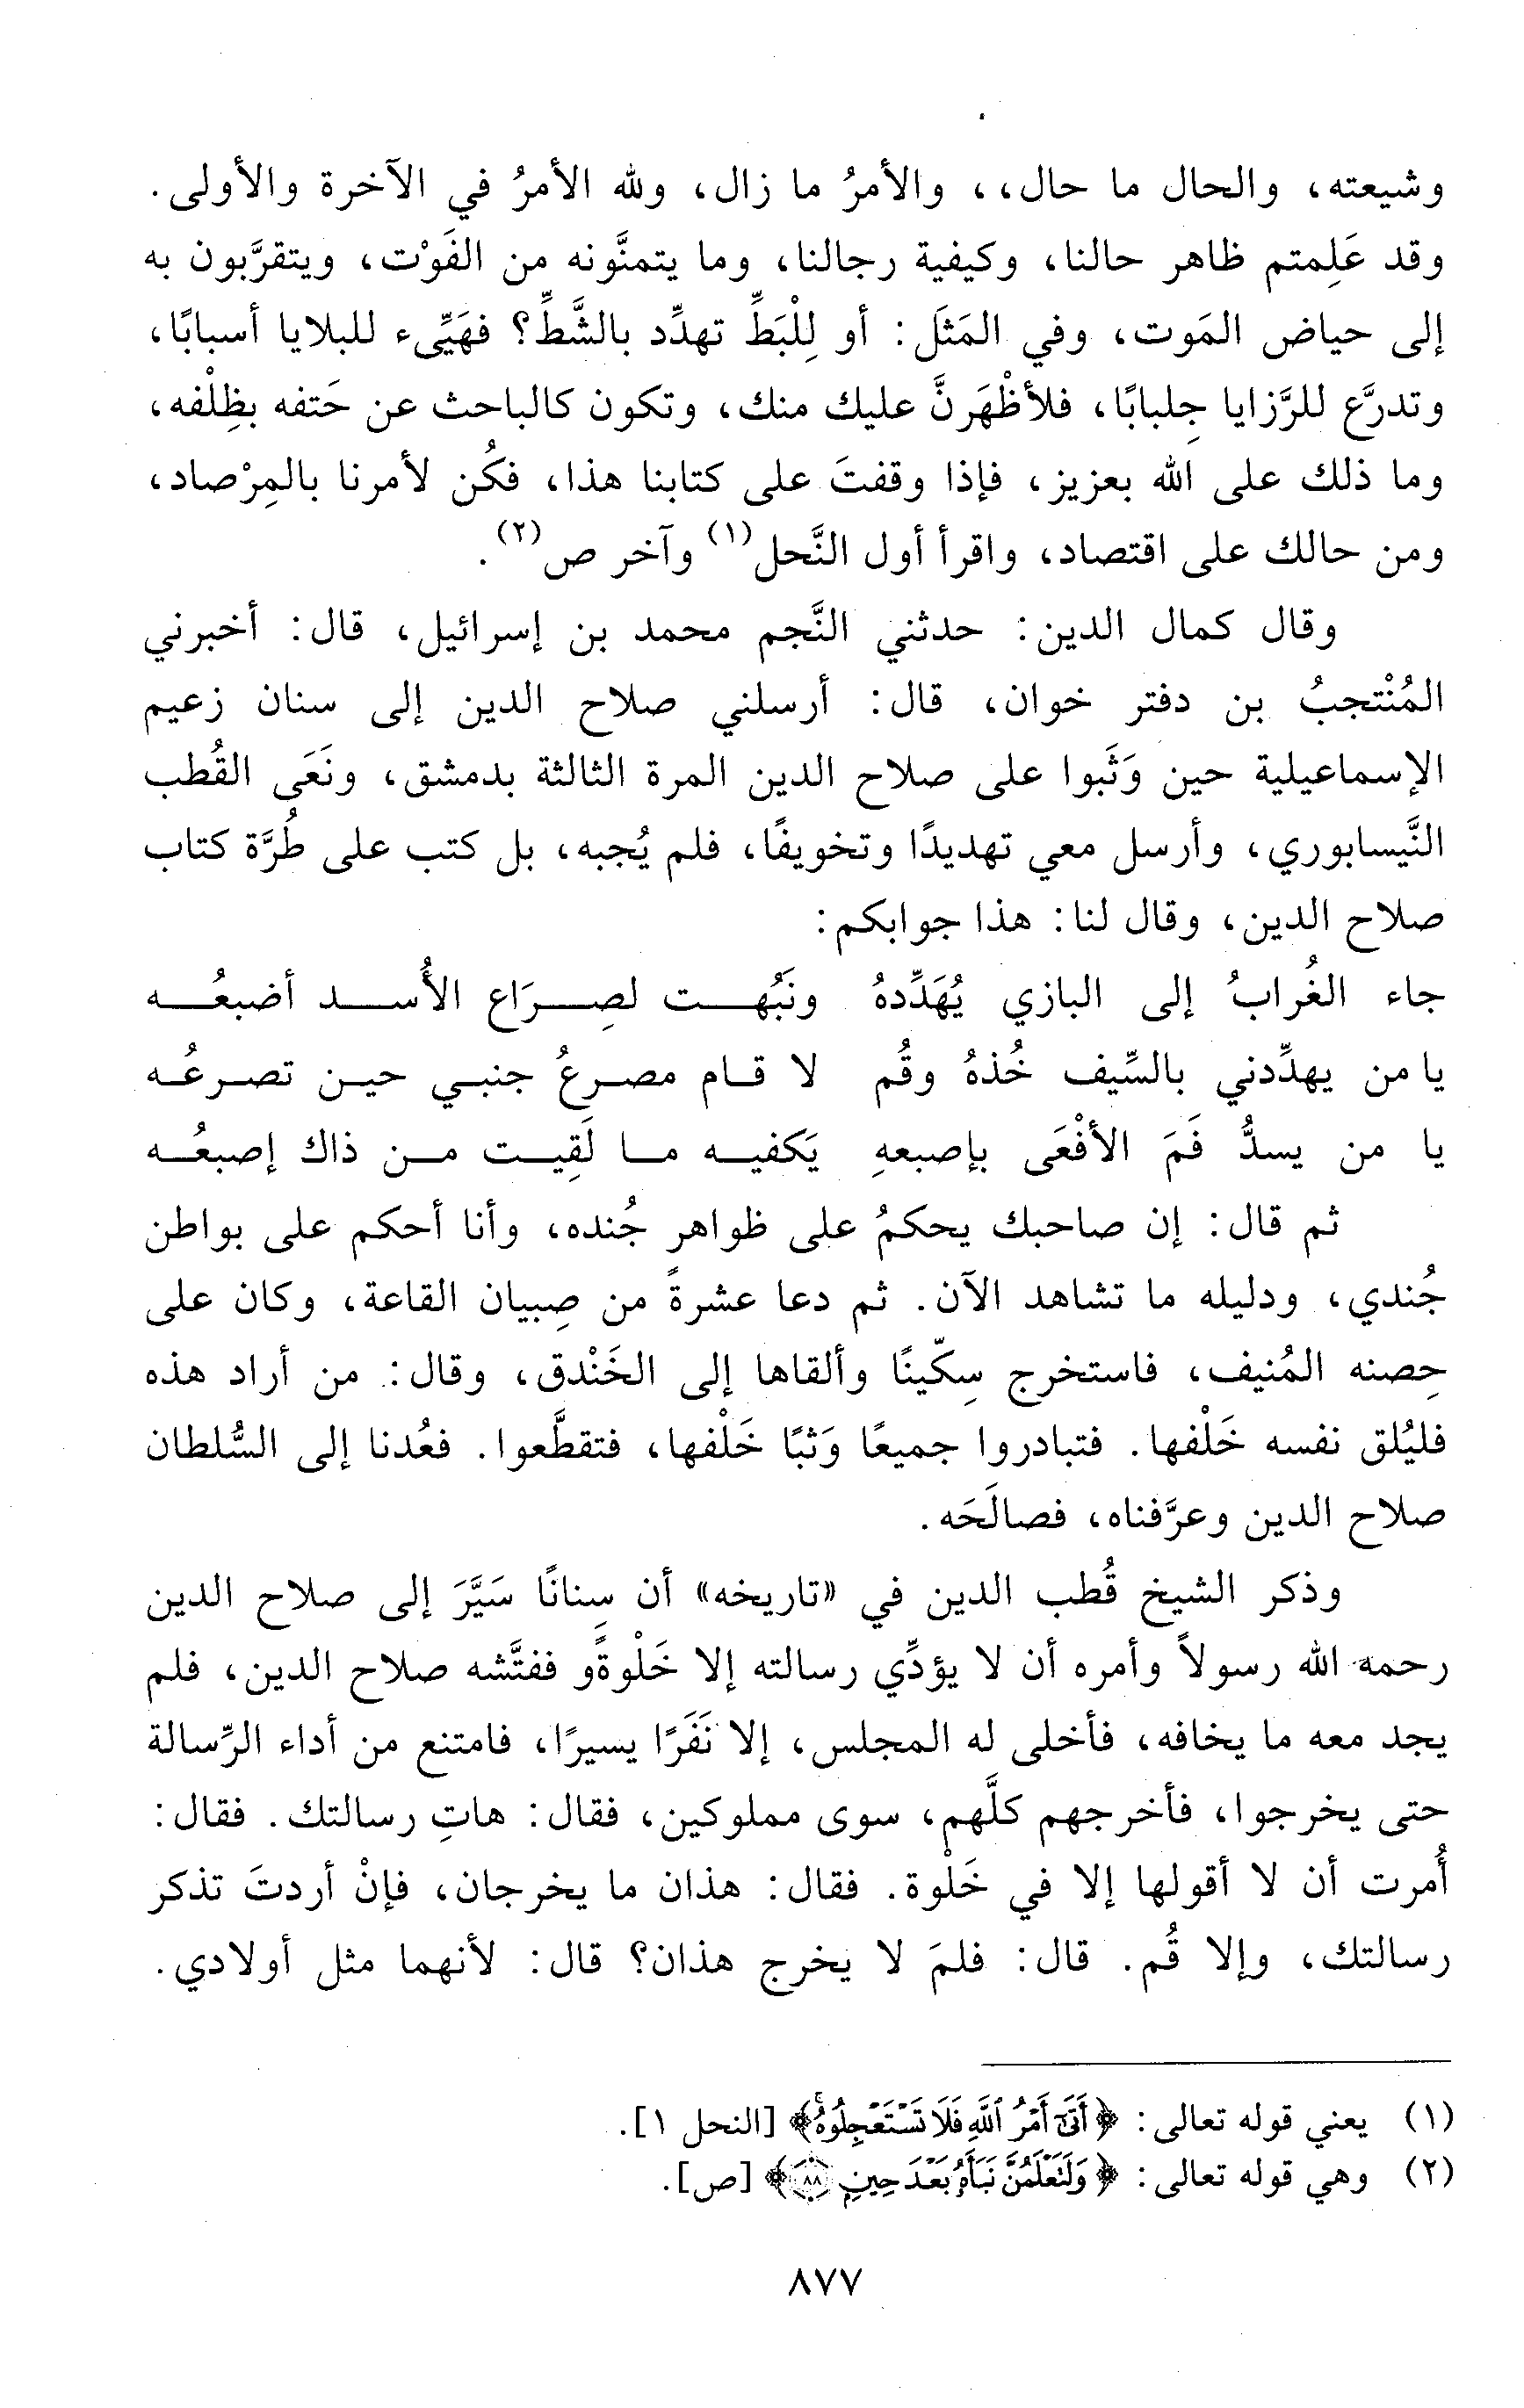 وشيعته، والحال ما حال،، والأمرُ ما زال، ولله الأمرُ في الآخرة والأولى.
وقد عَلِمتم ظاهر حالنا، وكيفية رجالنا، وما يتمنَّونه من الفَوْت، ويتقرَّبون به
إلى حياض المَوت، وفي المَثَل: أو لِلْبَطِّ تهدِّد بالشَّطِّ؟ فهَيِّىء للبلايا أسبابًا،
وتدرَّع للرَّزايا جِلبابًا، فلأظْهَرنَّ عليك منك، وتكون كالباحث عن حَتفه بظِلْفه،
وما ذلك على الله بعزيز، فإذا وقفتَ على كتابنا هذا، فكُن لأمرنا بالمِرْصاد،
ومن حالك على اقتصاد، واقرأ أول النَّحل(١) وآخر ص(٢).
وقال كمال الدين: حدثني النَّجم محمد بن إسرائيل، قال: أخبرني
المُنْتجبُ بن دفتر خوان، قال: أرسلني صلاح الدين إلى سنان زعيم
الإسماعيلية حين وَثَبوا على صلاح الدين المرة الثالثة بدمشق، ونَعَى القُطب
النَّيسابوري، وأرسل معي تهديدًا وتخويفًا، فلم يُجبه، بل كتب على طُرَّة كتاب
صلاح الدين، وقال لنا: هذا جوابكم:
جاء الغُرابُ إلى البازي يُهَدِّدهُ ونَبُهت لصِرَاع الأُسد أضبعُه
يا من يهدِّدني بالسِّيف خُذهُ وقُم لا قام مصرعُ جنبي حين تصرعُه
يا من يسدُّ فَمَ الأفْعَى بإصبعهِ يَكفيه ما لَقِيت من ذاك إصبعُه
ثم قال: إن صاحبك يحكمُ على ظواهر جُنده، وأنا أحكم على بواطن
جُندي، ودليله ما تشاهد الآن. ثم دعا عشرةً من صِبيان القاعة، وكان على
حِصنه المُنيف، فاستخرج سِكّينًا وألقاها إلى الخَنْدق، وقال: من أراد هذه
فليُلق نفسه خَلْفها. فتبادروا جميعًا وَثبًا خَلْفها، فتقطَّعوا. فعُدنا إلى السُّلطان
صلاح الدين وعرَّفناه، فصالَحَه.
وذكر الشيخ قُطب الدين في «تاريخه» أن سِنانًا سَيَّرَ إلى صلاح الدين
رحمه الله رسولاً وأمره أن لا يؤدِّي رسالته إلا خَلْوةًو ففتَّشه صلاح الدين، فلم
يجد معه ما يخافه، فأخلى له المجلس، إلا نَفَرًا يسيرًا، فامتنع من أداء الرِّسالة
حتى يخرجوا، فأخرجهم كلَّهم، سوى مملوكين، فقال: هاتِ رسالتك. فقال:
أُمرت أن لا أقولها إلا في خَلْوة. فقال: هذان ما يخرجان، فإنْ أردتَ تذكر
رسالتك، وإلا قُم. قال: فلمَ لا يخرج هذان؟ قال: لأنهما مثل أولادي.
(١) يعني قوله تعالى: ﴿أَتَىٰٓ أَمْرُ ٱللَّهِ فَلَا تَسْتَعْجِلُوهُۚ﴾ [النحل ١].
(٢) وهي قوله تعالى: ﴿وَلَتَعْلَمُنَّ نَبَأَهُۥ بَعْدَ حِينٍۭ ٨٨﴾ [ص].
٨٧٧